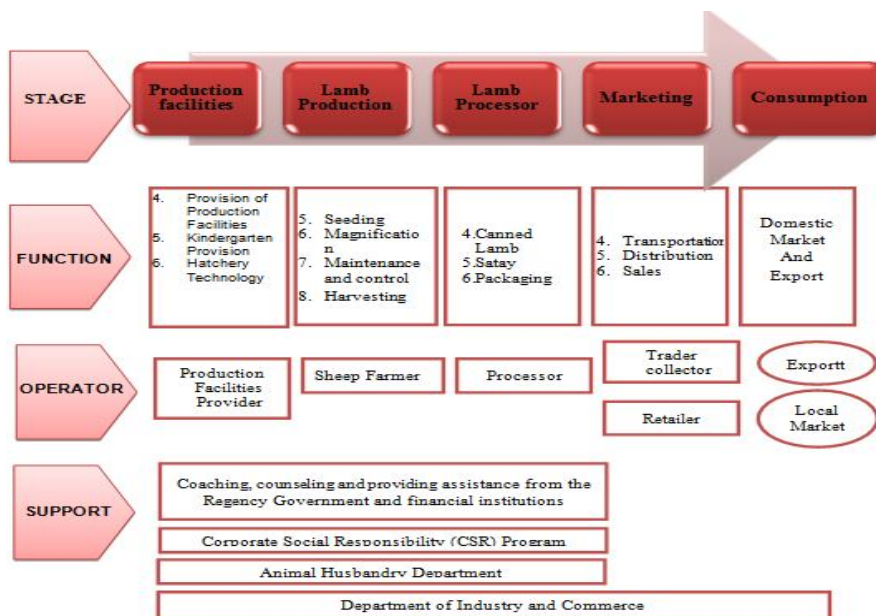 STAGE
Production
facilities
Lamb
Production
Lamb
Processor
Marketing
Consumption
FUNCTION
4. Provision of
Production
Facilities
5. Kindergarten
Provision
6. Hatchery
Technology
5. Seeding
6. Magnificatio
n
7. Maintenance
and control
8. Harvesting
4.Canned
Lamb
5.Satay
6.Packaging
4. Transportation
5. Distribution
6. Sales
Domestic
Market
And
Export
OPERATOR
Production
Facilities
Provider
Sheep Farmer
Processor
Trader
collector
Retailer
Exportt
Local
Market
SUPPORT
Coaching, counseling and providing assistance from the
Regency Government and financial institutions
Corporate Social Responsibility (CSR) Program
Animal Husbandry Department
Department of Industry and Commerce